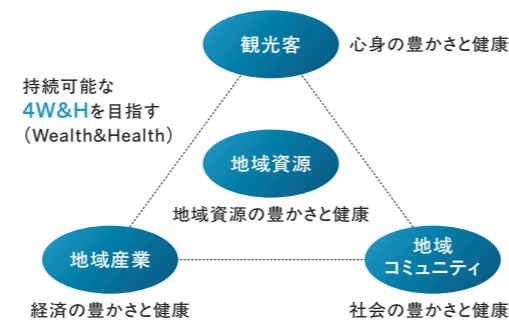 観光客
心身の豊かさと健康
持続可能な
4W&Hを目指す
（Wealth&Health）
地域資源
地域資源の豊かさと健康
地域産業
経済の豊かさと健康
地域
コミュニティ
社会の豊かさと健康